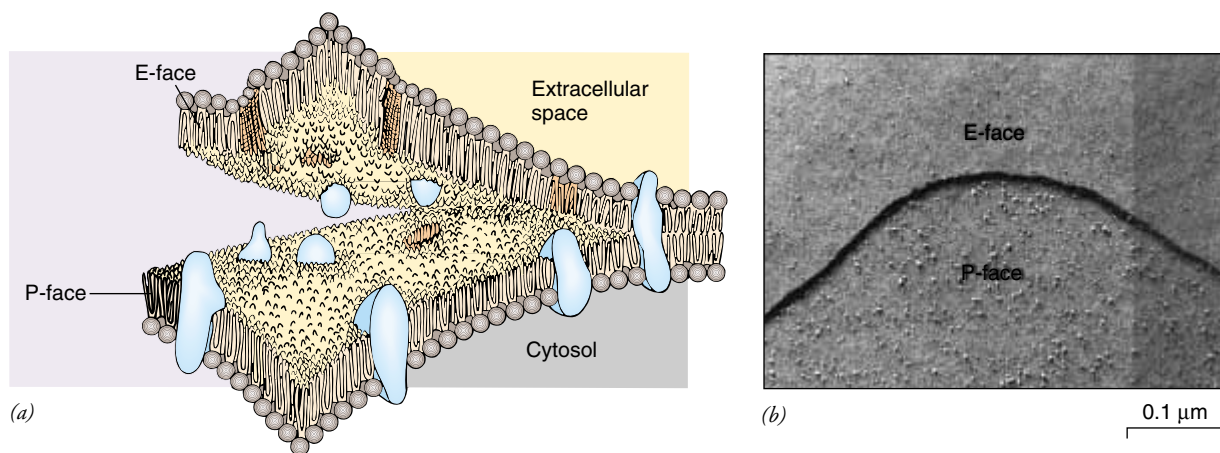 E-face
Extracellular
space
P-face
Cytosol
(a)
E-face
P-face
(b)
0.1 μm